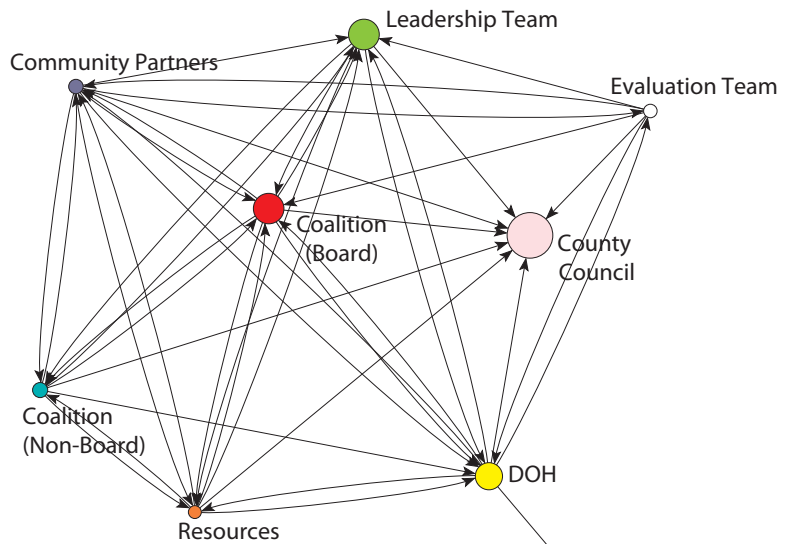 Leadership Team
Community Partners
Evaluation Team
Coalition
(Board)
County
Council
Coalition
(Non-Board)
DOH
Resources